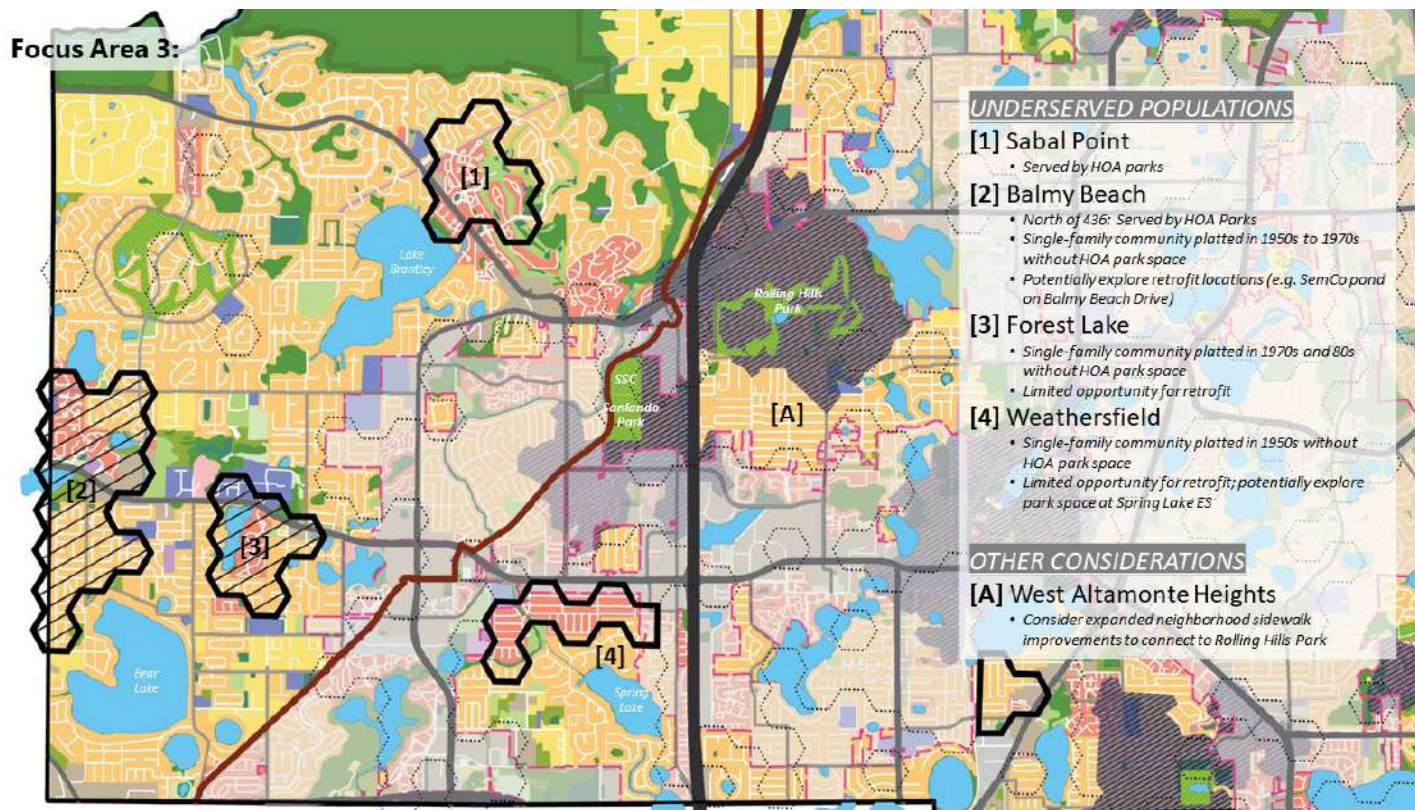 Focus Area 3:
UNDERSERVED POPULATIONS
[1] Sabal Point
• Served by HOA parks
[2] Balmy Beach
• North of 436: Served by HOA Parks
• Single-family community platted in 1950s to 1970s
without HOA park space
• Potentially explore retrofit locations (e.g. SemCo pond
on Balmy Beach Drive)
[3] Forest Lake
• Single-family community platted in 1970s and 80s
without HOA park space
• Limited opportunity for retrofit
[4] Weathersfield
• Single-family community platted in 1950s without
HOA park space
• Limited opportunity for retrofit; potentially explore
park space at Spring Lake ES
OTHER CONSIDERATIONS
[A] West Altamonte Heights
• Consider expanded neighborhood sidewalk
improvements to connect to Rolling Hills Park
[1]
Lake
Brantley
Rolling Hills
Park
SSC
Sanlando
Park
[A]
[2]
[3]
[4]
Bear
Lake
Spring
Lake